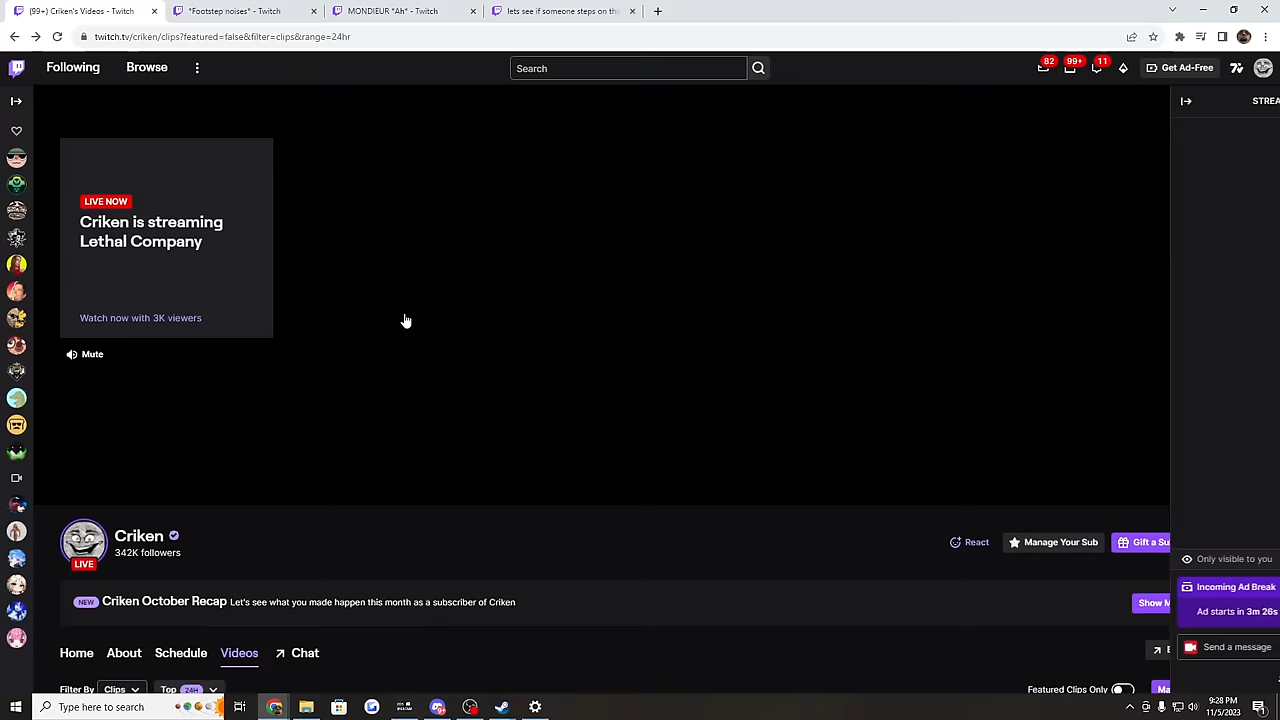 (99+) Criken's Videos - Twitch
*Footstep noises* - Twitch
MONDIEUR *Ah* - Twitch
lets see if someone steps on thi
twitch.tv/criken/clips?featured=false&filter=clips&range=24hr
Following
Browse
Search
82
99+
11
Get Ad-Free
STREA
LIVE NOW
Criken is streaming
Lethal Company
Watch now with 3K viewers
Mute
Criken
342K followers
LIVE
React
Manage Your Sub
Gift a Su
Only visible to you
Incoming Ad Break
Ad starts in 3m 26s
NEW Criken October Recap Let's see what you made happen this month as a subscriber of Criken
Show M
Send a message
Home
About
Schedule
Videos
Chat
E
Filter By
Clips
Top 24H
Featured Clips Only
Ma
Type here to search
9:28 PM
11/5/2023